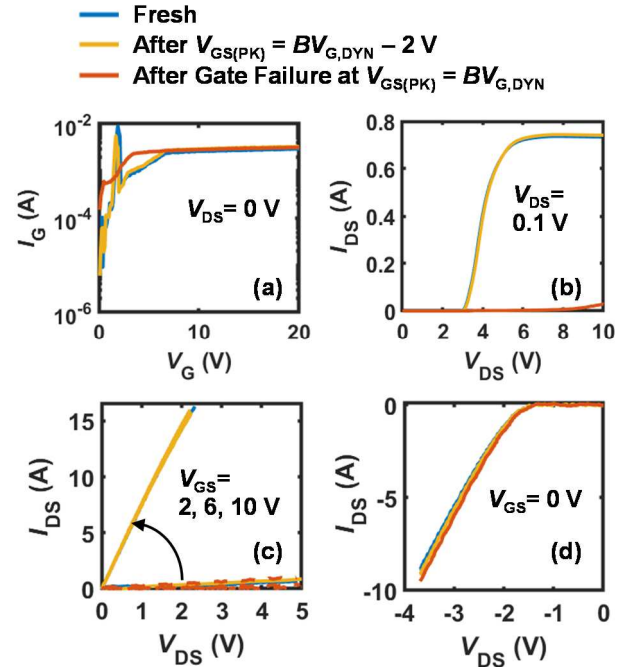 Fresh
After VGS(PK) = BVG,DYN – 2 V
After Gate Failure at VGS(PK) = BVG,DYN
10-2
10-4
10-6
IG (A)
VDS= 0 V
(a)
0 10 20
VG (V)
0.8
0.6
0.4
0.2
0
IDS (A)
VDS=
0.1 V
(b)
0 2 4 6 8 10
VDS (V)
15
10
5
0
IDS (A)
VGS=
2, 6, 10 V
(c)
0 1 2 3 4 5
VDS (V)
0
-5
-10
IDS (A)
VGS= 0 V
(d)
-4 -3 -2 -1 0
VDS (V)